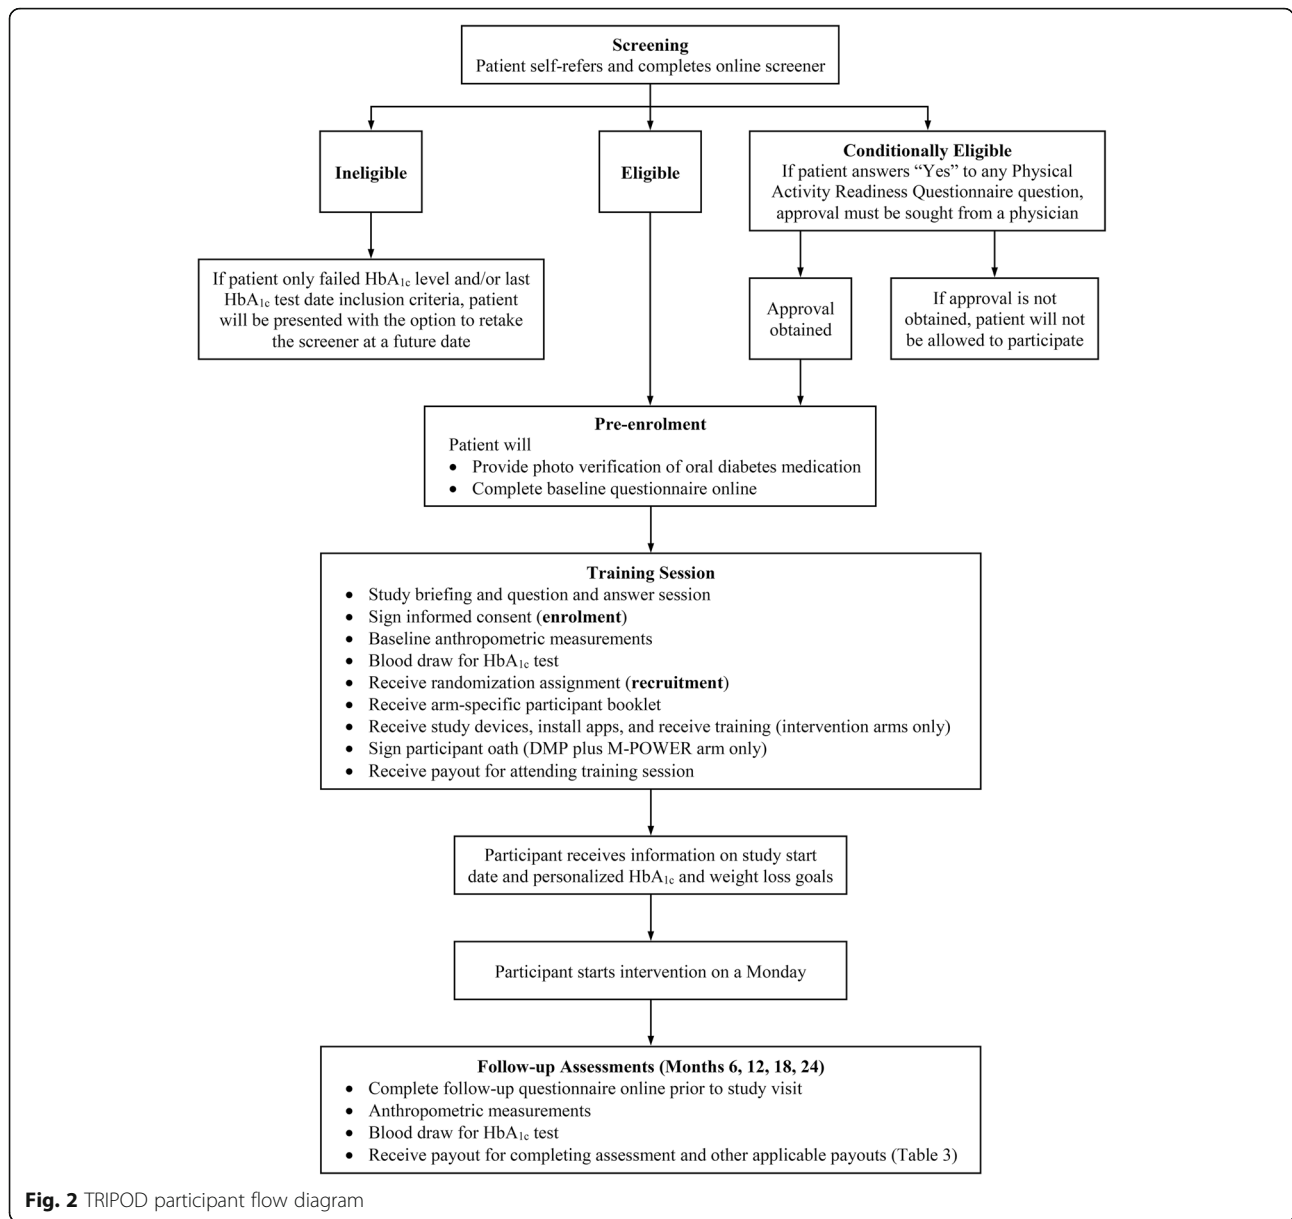 Screening
Patient self-refers and completes online screener
Ineligible
Eligible
Conditionally Eligible
If patient answers “Yes” to any Physical
Activity Readiness Questionnaire question,
approval must be sought from a physician
If patient only failed HbA1c level and/or last
HbA1c test date inclusion criteria, patient
will be presented with the option to retake
the screener at a future date
Approval
obtained
If approval is not
obtained, patient will not
be allowed to participate
Pre-enrolment
Patient will
• Provide photo verification of oral diabetes medication
• Complete baseline questionnaire online
Training Session
• Study briefing and question and answer session
• Sign informed consent (enrolment)
• Baseline anthropometric measurements
• Blood draw for HbA1c test
• Receive randomization assignment (recruitment)
• Receive arm-specific participant booklet
• Receive study devices, install apps, and receive training (intervention arms only)
• Sign participant oath (DMP plus M-POWER arm only)
• Receive payout for attending training session
Participant receives information on study start
date and personalized HbA1c and weight loss goals
Participant starts intervention on a Monday
Follow-up Assessments (Months 6, 12, 18, 24)
• Complete follow-up questionnaire online prior to study visit
• Anthropometric measurements
• Blood draw for HbA1c test
• Receive payout for completing assessment and other applicable payouts (Table 3)
Fig. 2 TRIPOD participant flow diagram